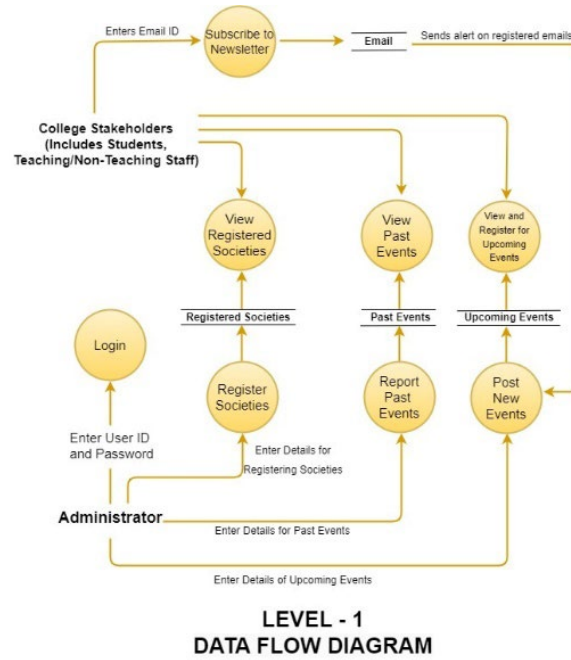 Enters Email ID
Subscribe to
Newsletter
Email
Sends alert on registered emails
College Stakeholders
(Includes Students,
Teaching/Non-Teaching Staff)
View
Registered
Societies
View
Past
Events
View and
Register for
Upcoming
Events
Registered Societies
Past Events
Upcoming Events
Login
Register
Societies
Report
Past
Events
Post
New
Events
Enter User ID
and Password
Enter Details for
Registering Societies
Administrator
Enter Details for Past Events
Enter Details of Upcoming Events
LEVEL - 1
DATA FLOW DIAGRAM